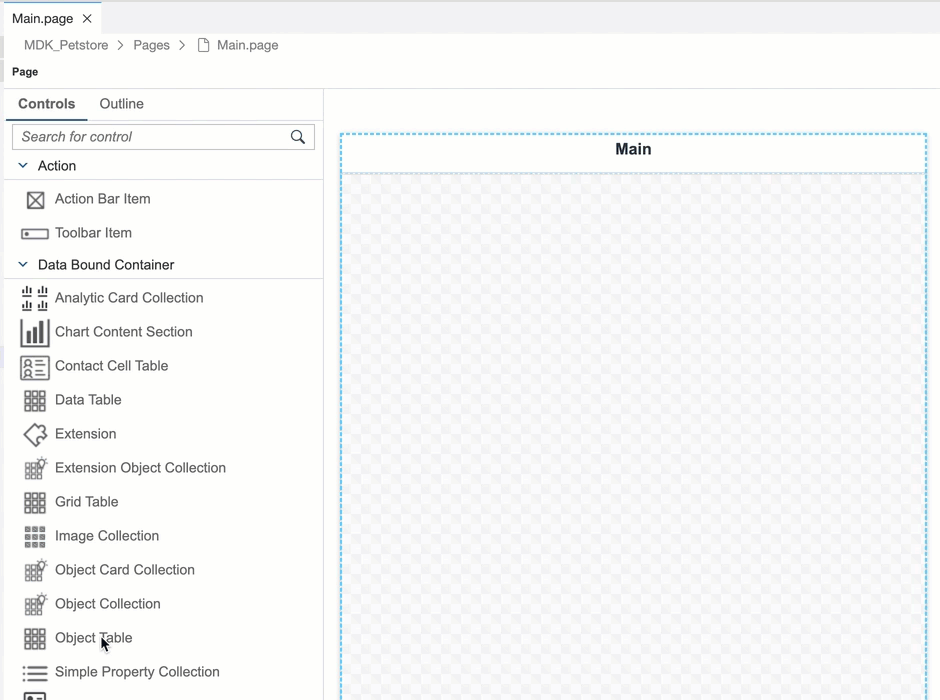 Main.page
MDK_Petstore > Pages > Main.page
Page
Controls Outline
Search for control
Action
Action Bar Item
Toolbar Item
Data Bound Container
Analytic Card Collection
Chart Content Section
Contact Cell Table
Data Table
Extension
Extension Object Collection
Grid Table
Image Collection
Object Card Collection
Object Collection
Object Table
Simple Property Collection
Main